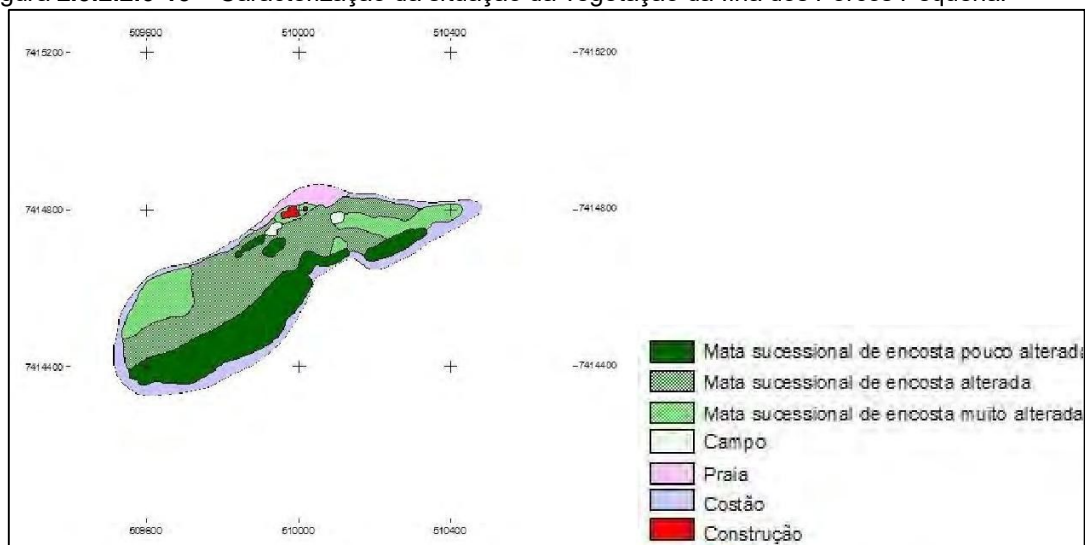 509600 510000 510400
7415200 7415200
7414800 7414800
7414400 7414400
509600 510000 510400
Mata sucessional de encosta pouco alterada
Mata sucessional de encosta alterada
Mata sucessional de encosta muito alterada
Campo
Praia
Costão
Construção